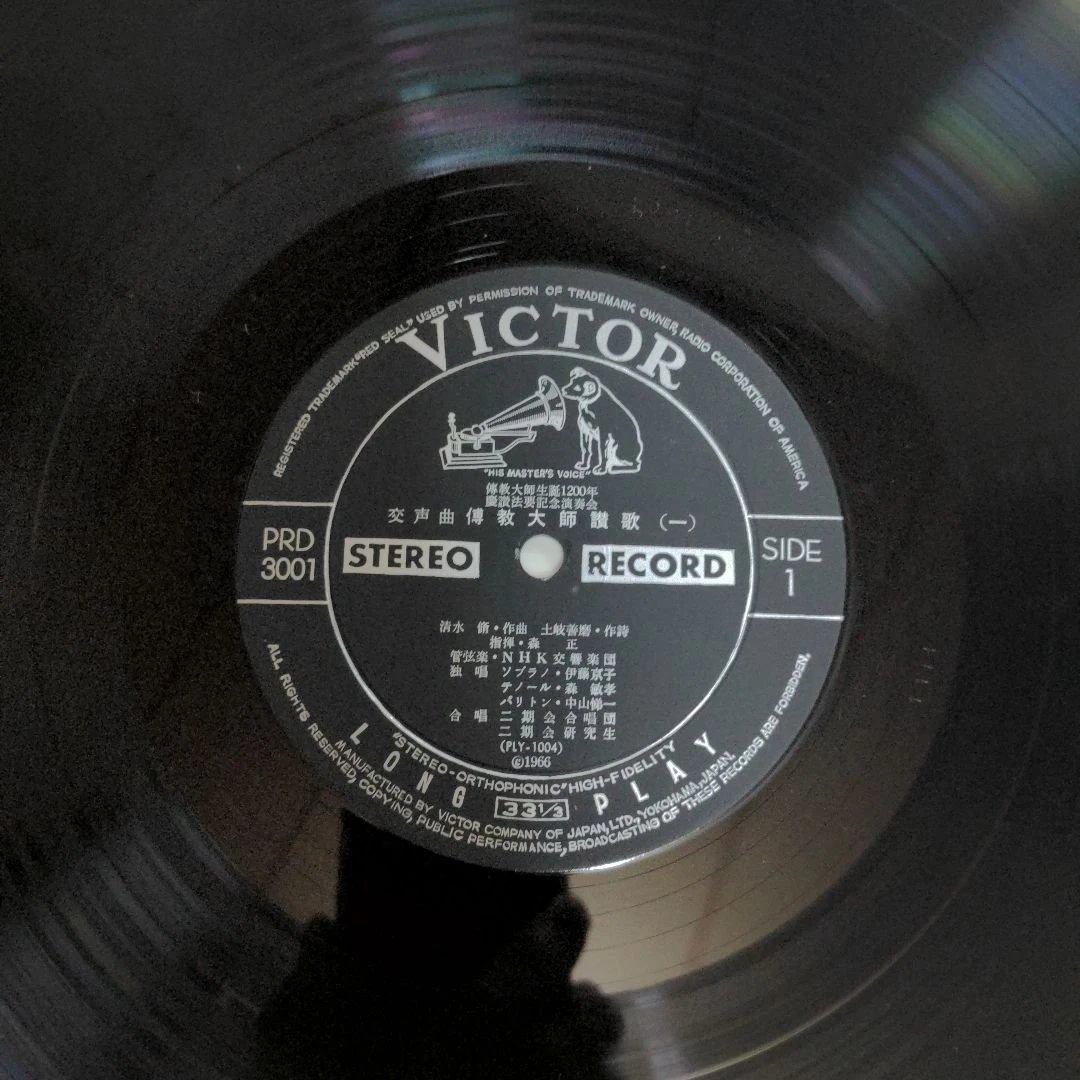 REGISTERED TRADEMARK "RED SEAL" USED BY PERMISSION OF TRADEMARK OWNER, RADIO CORPORATION OF AMERICA
VICTOR
"HIS MASTER'S VOICE"
傳教大師生誕1200年
慶讃法要記念演奏会
交声曲傳教大師讃歌(一)
PRD
3001
STEREO
RECORD
SIDE
1
清水 脩・作曲 土岐善麿・作詩
指揮・森 正
管弦楽・NHK交響楽団
独唱 ソプラノ・伊藤京子
テノール・森 敏孝
バリトン・中山悌一
合唱 二期会合唱団
二期会研究生
(PLY-1004)
©1966
"STEREO-ORTHOPHONIC" HIGH-FIDELITY
LONG 33 1/3 PLAY
MANUFACTURED BY VICTOR COMPANY OF JAPAN, LTD., YOKOHAMA, JAPAN.
ALL RIGHTS RESERVED, COPYING, PUBLIC PERFORMANCE, BROADCASTING OF THESE RECORDS ARE FORBIDDEN.